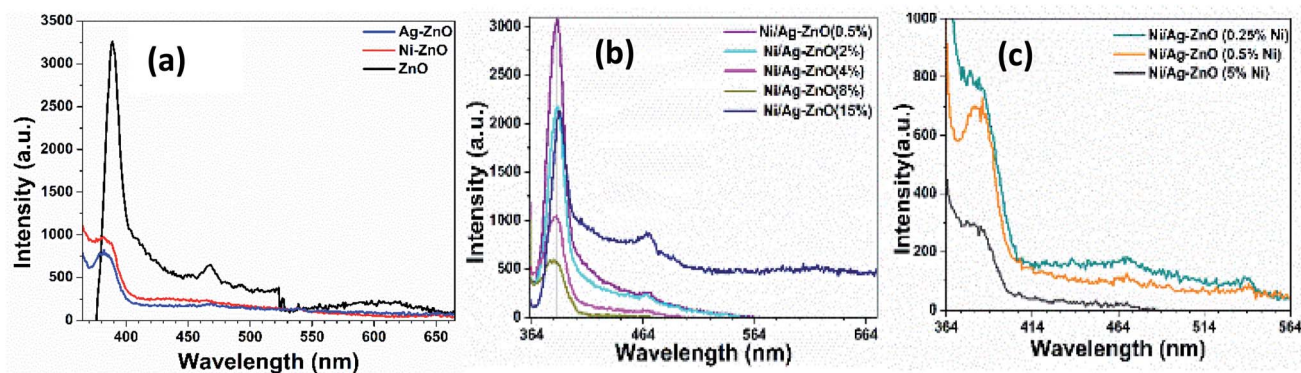 (a)
Ag-ZnO
Ni-ZnO
ZnO
3500
3000
2500
2000
1500
1000
500
0
Intensity (a.u.)
400
450
500
550
600
650
Wavelength (nm)
(b)
Ni/Ag-ZnO(0.5%)
Ni/Ag-ZnO(2%)
Ni/Ag-ZnO(4%)
Ni/Ag-ZnO(8%)
Ni/Ag-ZnO(15%)
3000
2500
2000
1500
1000
500
0
Intensity (a.u.)
364
464
564
664
Wavelength (nm)
(c)
Ni/Ag-ZnO (0.25% Ni)
Ni/Ag-ZnO (0.5% Ni)
Ni/Ag-ZnO (5% Ni)
1000
800
600
400
200
0
Intensity(a.u.)
364
414
464
514
564
Wavelength (nm)